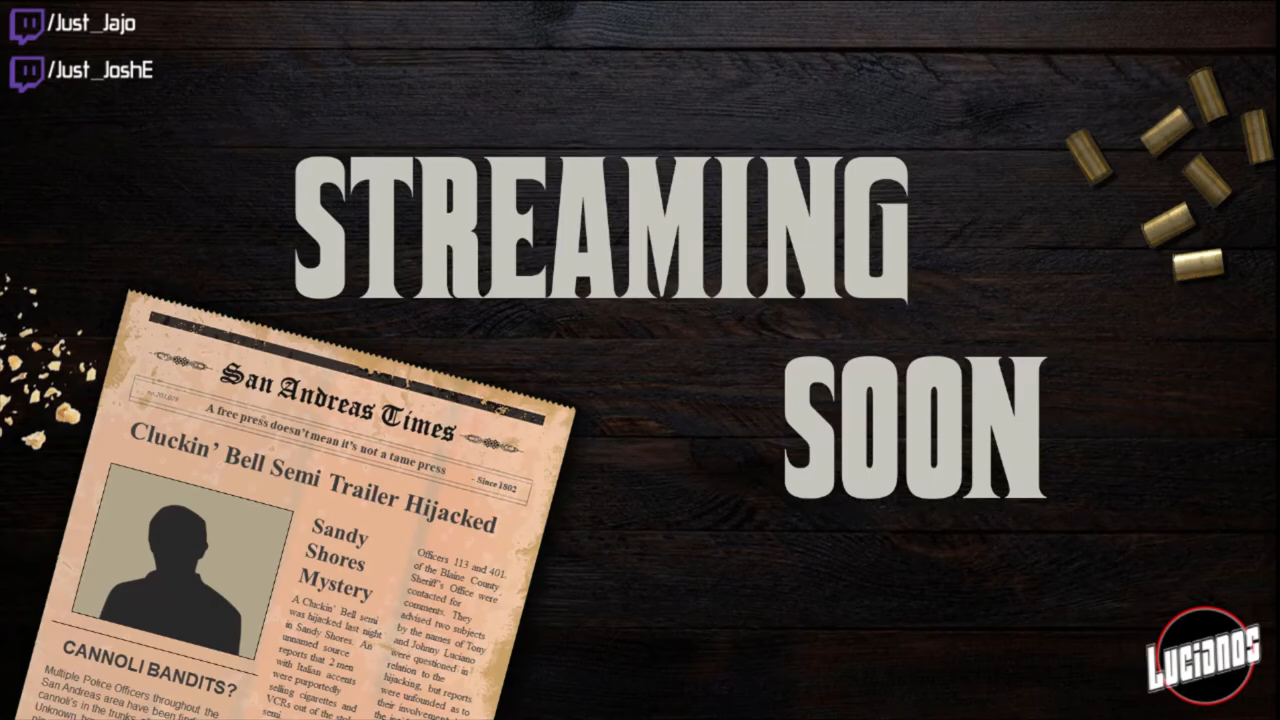 /Just_Jajo
/Just_JoshE
STREAMING
SOON
San Andreas Times
A free press doesn't mean it's not a tame press
- Since 1802
Cluckin' Bell Semi Trailer Hijacked
Sandy
Shores
Mystery
A Cluckin' Bell semi
was hijacked last night
in Sandy Shores. An
unnamed source
reports that 2 men
with Italian accents
were purportedly
selling cigarettes and
VCRs out of the
semi
Officers 113 and 401.
of the Blaine County
Sheriff's Office were
contacted for
comments. They
advised two subjects
by the names of Tony
and Johnny Luciano
were questioned in
relation to the
hijacking, but reports
were unfounded as to
their involvement
CANNOLI BANDITS?
Multiple Police Officers throughout the
San Andreas area have been
cannoli's in the trunks
Unknown
LUCIANOS